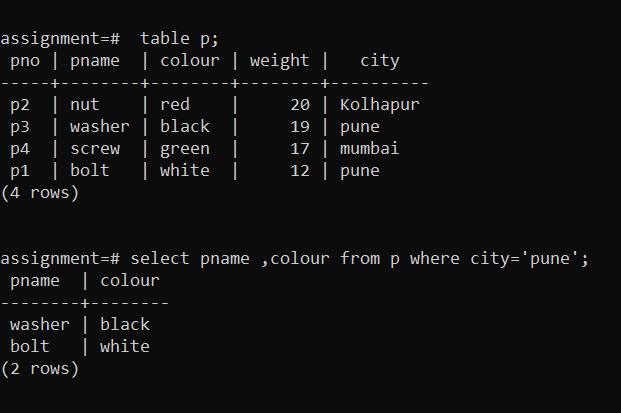 assignment=#  table p;
 pno | pname  | colour | weight |   city
-----+--------+--------+--------+----------
 p2  | nut    | red    |     20 | Kolhapur
 p3  | washer | black  |     19 | pune
 p4  | screw  | green  |     17 | mumbai
 p1  | bolt   | white  |     12 | pune
(4 rows)
assignment=# select pname ,colour from p where city='pune';
 pname  | colour
--------+--------
 washer | black
 bolt   | white
(2 rows)